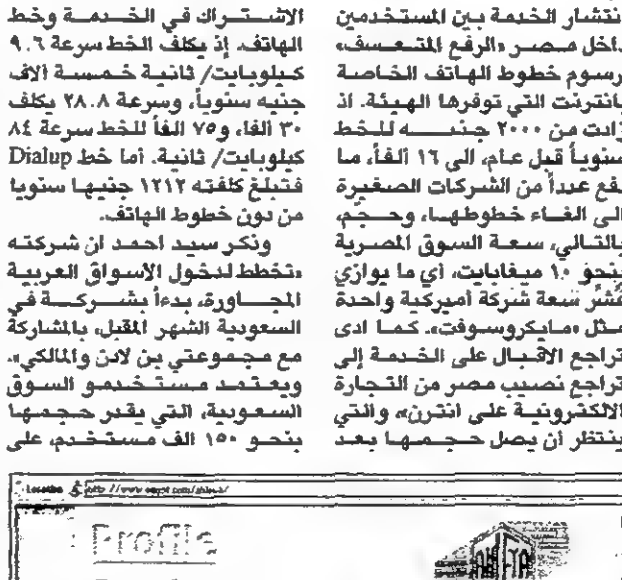 انتشار الخدمة بين المستخدمين
داخل مصر «الرفع المتعسف»
لرسوم خطوط الهاتف الخاصة
بانترنت التي توفرها الهيئة. اذ
زادت من ٢٠٠٠ جنيه للخط
سنوياً قبل عام، الى ١٦ ألفاً، ما
دفع عدداً من الشركات الصغيرة
الى الغاء خطوطها، وحجّم،
بالتالي، سعة السوق المصرية
بنحو ١٠ ميغابايت، أي ما يوازي
عُشر سعة شركة أميركية واحدة
مثل «مايكروسوفت». كما ادى
تراجع الاقبال على الخدمة إلى
تراجع نصيب مصر من التجارة
الالكترونية على انترن»، والتي
ينتظر أن يصل حجمها بعد
الاشتراك في الخدمة وخط
الهاتف. إذ يكلف الخط سرعة ٩.٦
كيلوبايت/ ثانية خمسة آلاف
جنيه سنوياً، وسرعة ٢٨.٨ يكلف
٣٠ ألفا، و٧٥ الفاً للخط سرعة ٨٤
كيلوبايت/ ثانية. أما خط Dialup
فتبلغ كلفته ١٢١٢ جنيها سنويا
من دون خطوط الهاتف.
وذكر سيد احمد ان شركته
«تخطط لدخول الاسواق العربية
المجاورة، بدءاً بشركة في
السعودية الشهر المقبل، بالمشاركة
مع مجموعتي بن لادن والمالكي».
ويعتمد مستخدمو السوق
السعودية، التي يقدر حجمها
بنحو ١٥٠ الف مستخدم، على
Profile